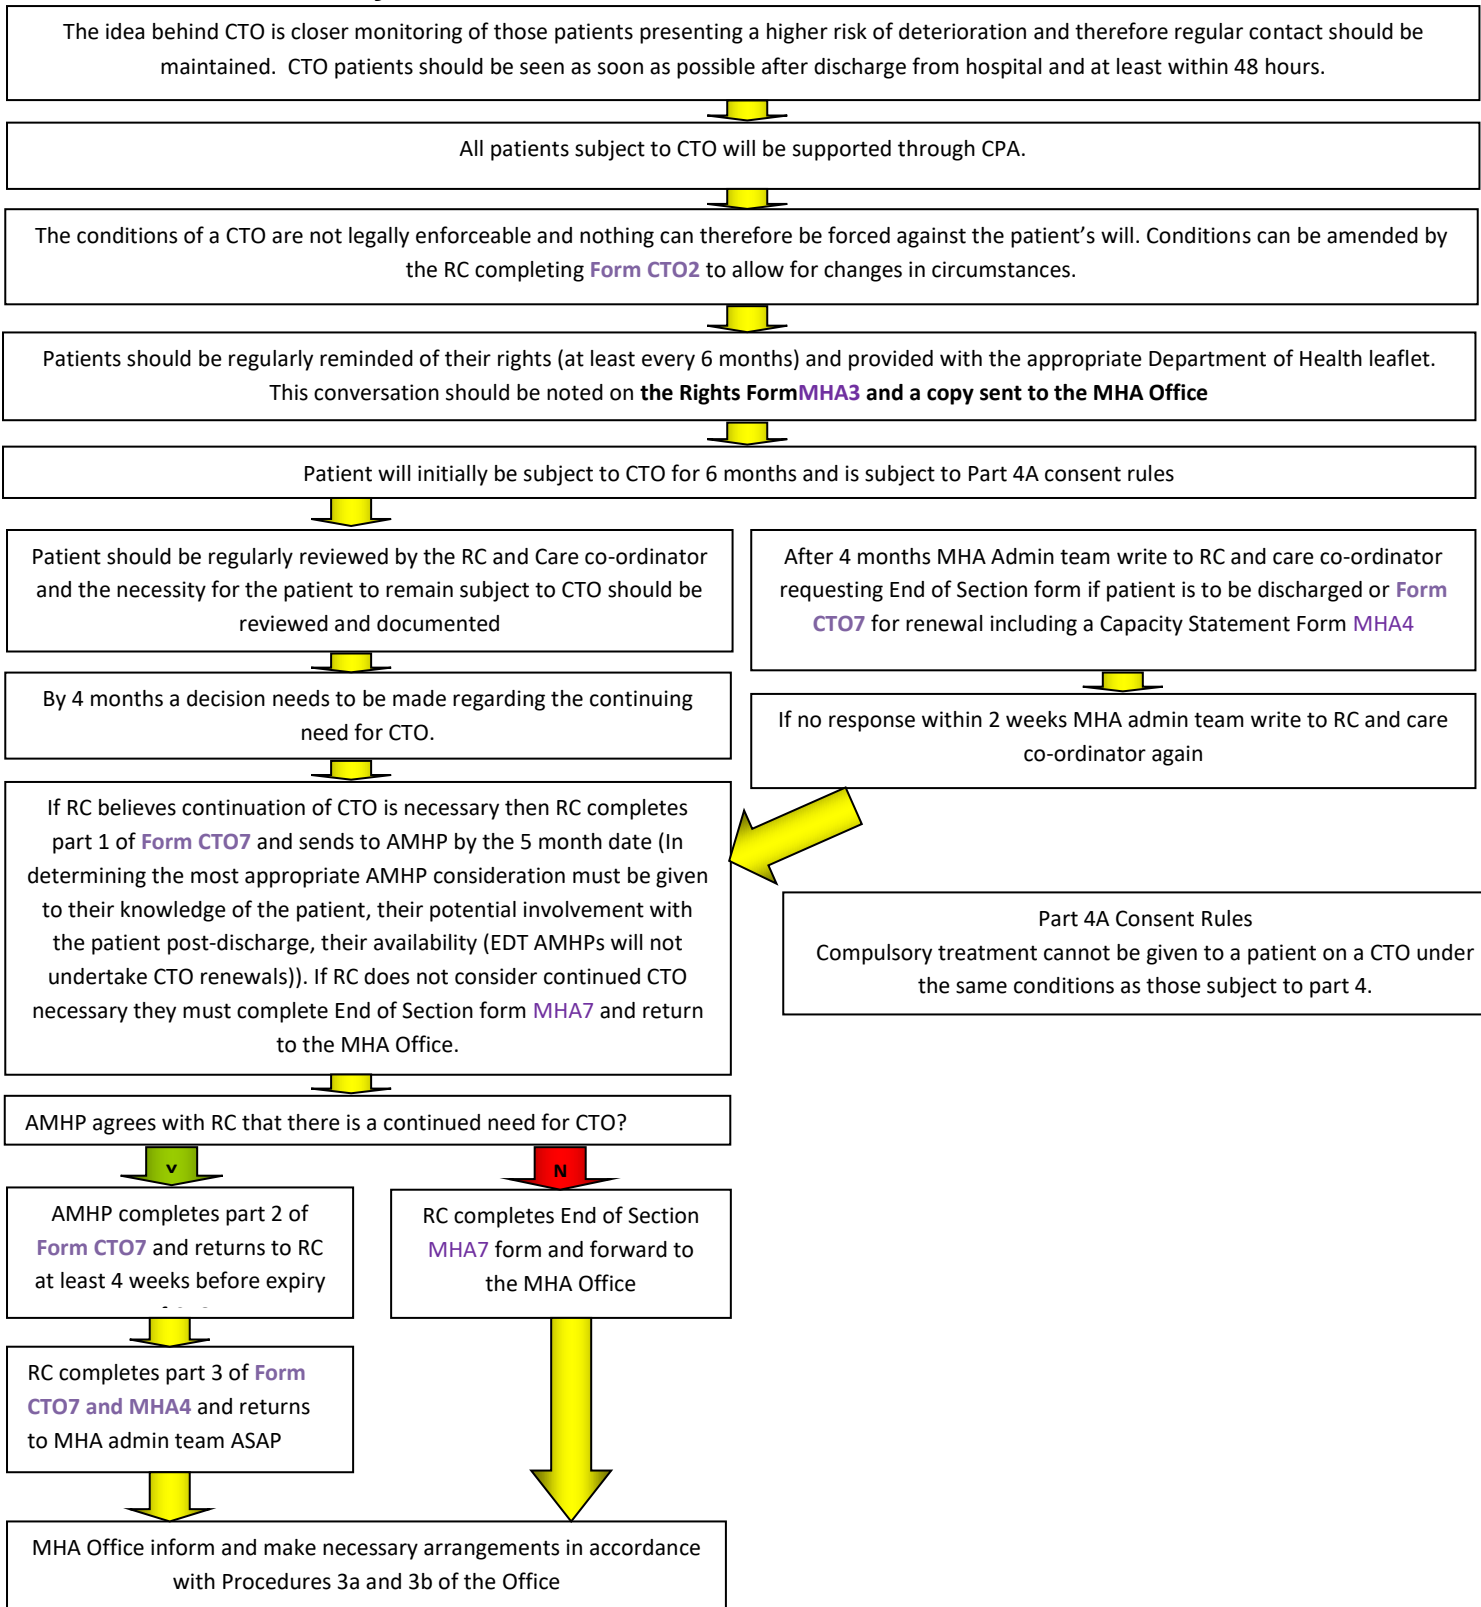 The idea behind CTO is closer monitoring of those patients presenting a higher risk of deterioration and therefore regular contact should be
maintained.  CTO patients should be seen as soon as possible after discharge from hospital and at least within 48 hours.
All patients subject to CTO will be supported through CPA.
The conditions of a CTO are not legally enforceable and nothing can therefore be forced against the patient's will. Conditions can be amended by
the RC completing Form CTO2 to allow for changes in circumstances.
Patients should be regularly reminded of their rights (at least every 6 months) and provided with the appropriate Department of Health leaflet.
This conversation should be noted on the Rights FormMHA3 and a copy sent to the MHA Office
Patient will initially be subject to CTO for 6 months and is subject to Part 4A consent rules
Patient should be regularly reviewed by the RC and Care co-ordinator
and the necessity for the patient to remain subject to CTO should be
reviewed and documented
By 4 months a decision needs to be made regarding the continuing
need for CTO.
After 4 months MHA Admin team write to RC and care co-ordinator
requesting End of Section form if patient is to be discharged or Form
CTO7 for renewal including a Capacity Statement Form MHA4
If no response within 2 weeks MHA admin team write to RC and care
co-ordinator again
If RC believes continuation of CTO is necessary then RC completes
part 1 of Form CTO7 and sends to AMHP by the 5 month date (In
determining the most appropriate AMHP consideration must be given
to their knowledge of the patient, their potential involvement with
the patient post-discharge, their availability (EDT AMHPs will not
undertake CTO renewals)). If RC does not consider continued CTO
necessary they must complete End of Section form MHA7 and return
to the MHA Office.
Part 4A Consent Rules
Compulsory treatment cannot be given to a patient on a CTO under
the same conditions as those subject to part 4.
AMHP agrees with RC that there is a continued need for CTO?
N
AMHP completes part 2 of
Form CTO7 and returns to RC
at least 4 weeks before expiry
RC completes End of Section
MHA7 form and forward to
the MHA Office
RC completes part 3 of Form
CTO7 and MHA4 and returns
to MHA admin team ASAP
MHA Office inform and make necessary arrangements in accordance
with Procedures 3a and 3b of the Office